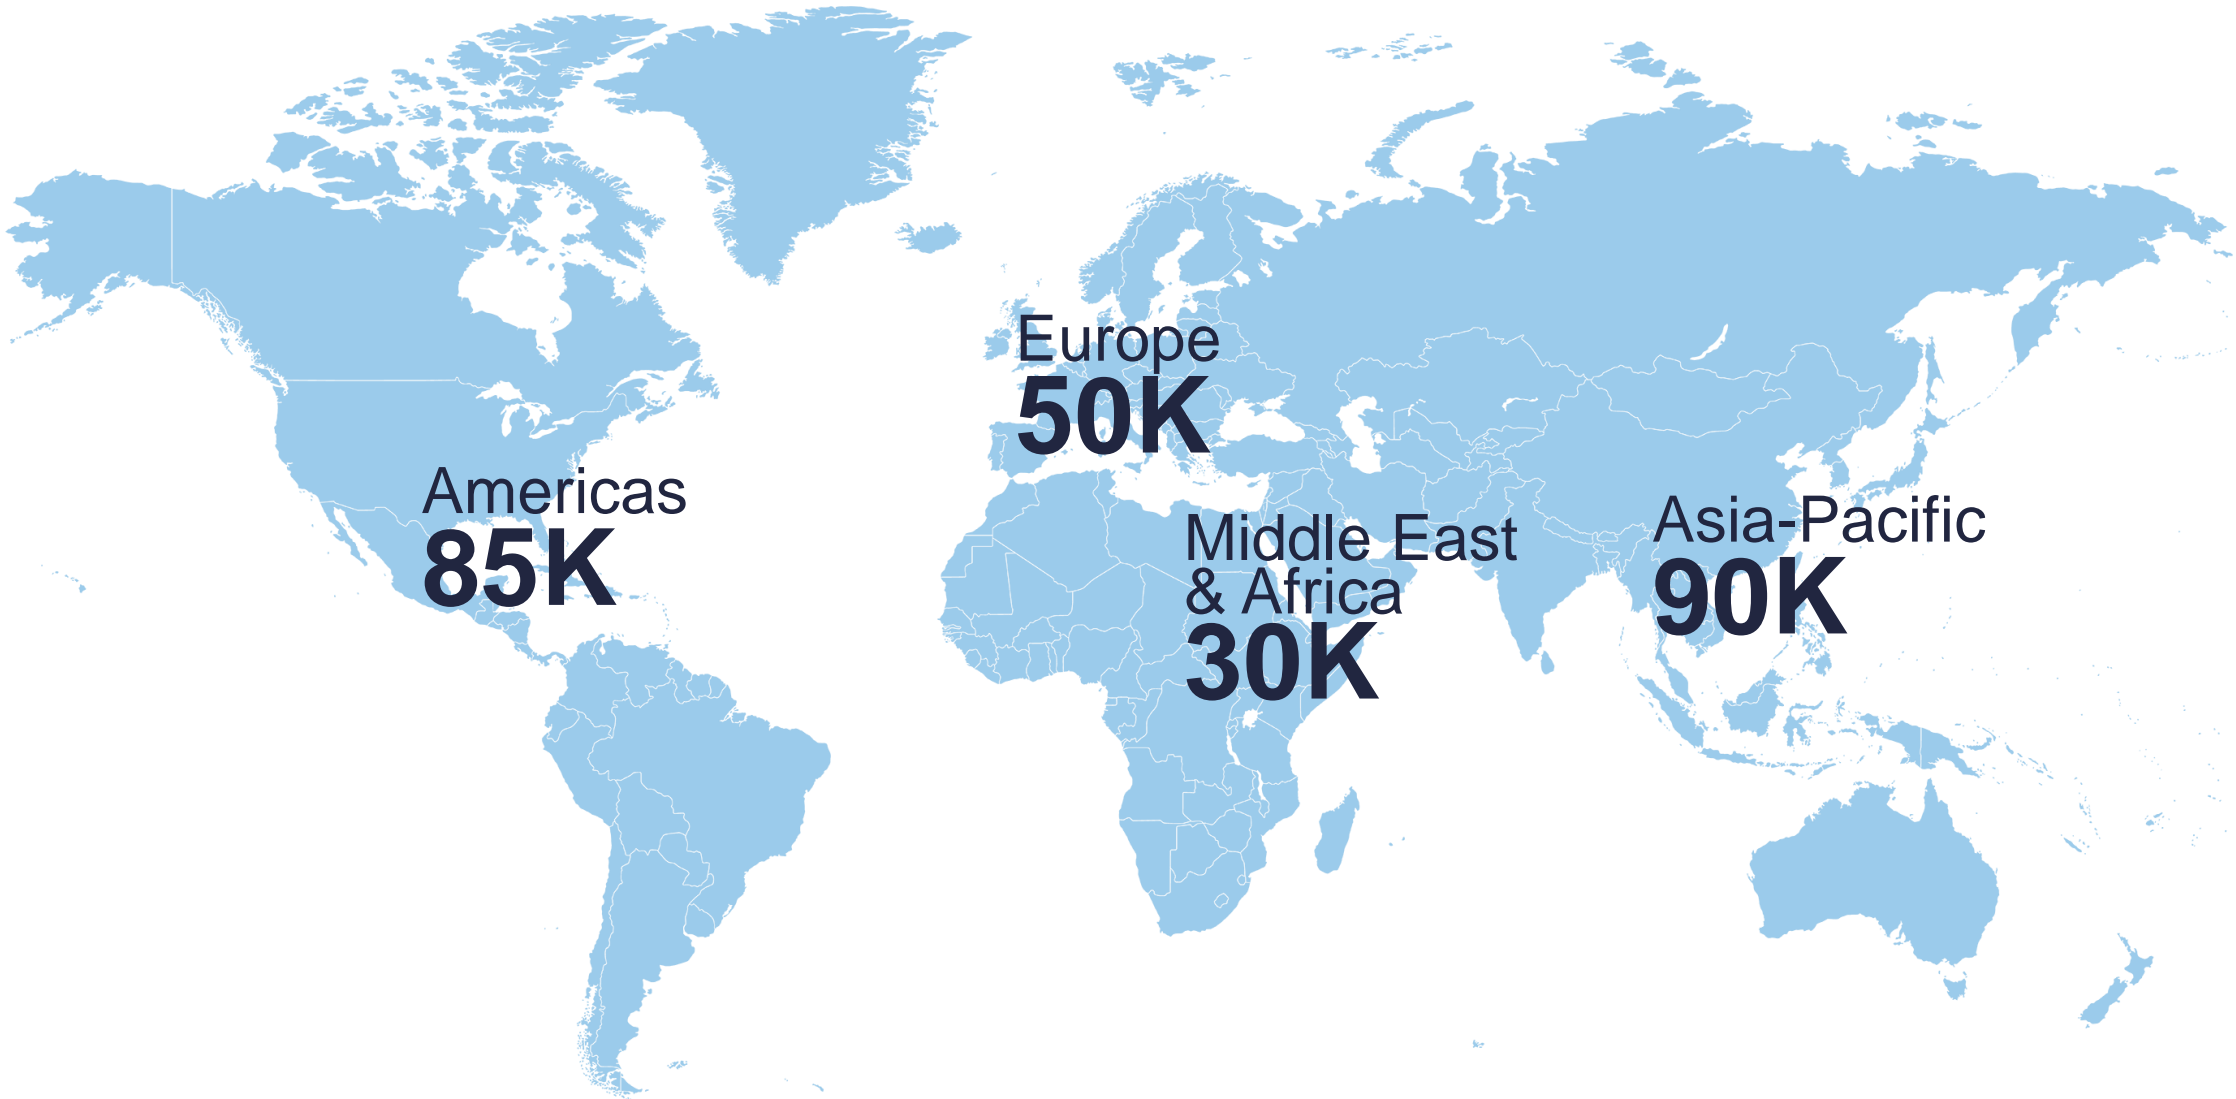 Europe
50K
Americas
85K
Middle East
& Africa
30K
Asia-Pacific
90K